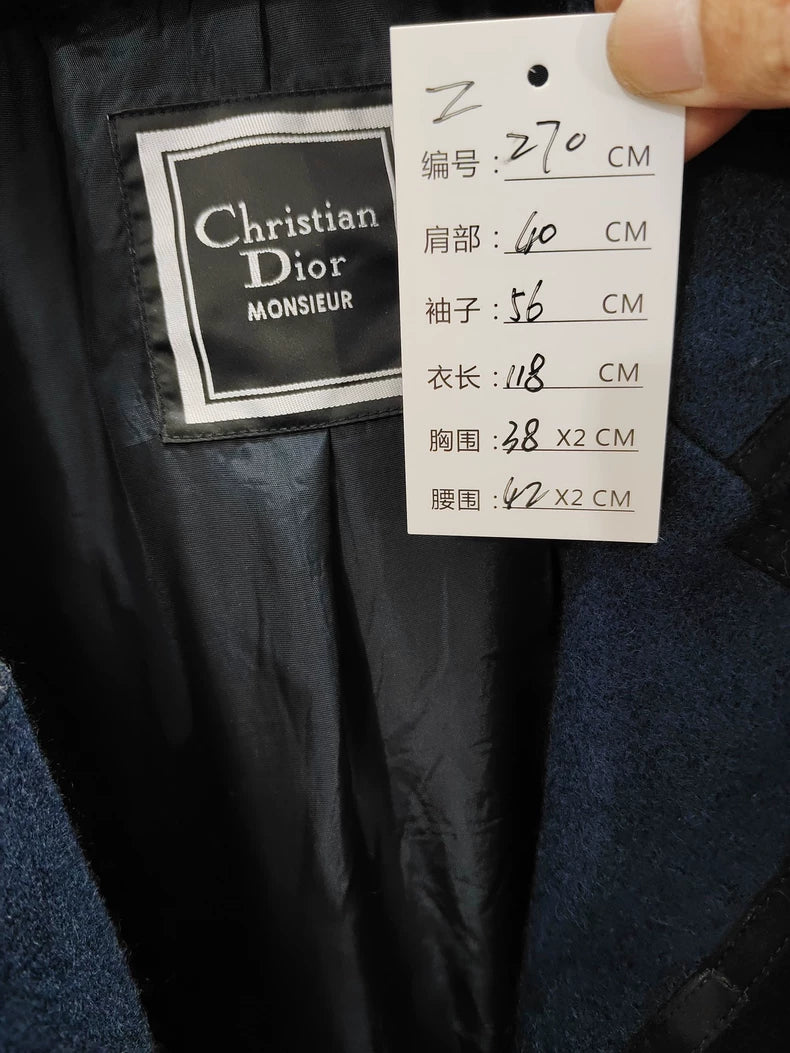 Christian
Dior
MONSIEUR
Z
编号：270 CM
肩部：40 CM
袖子：56 CM
衣长：118 CM
胸围：38 X2 CM
腰围：42 X2 CM